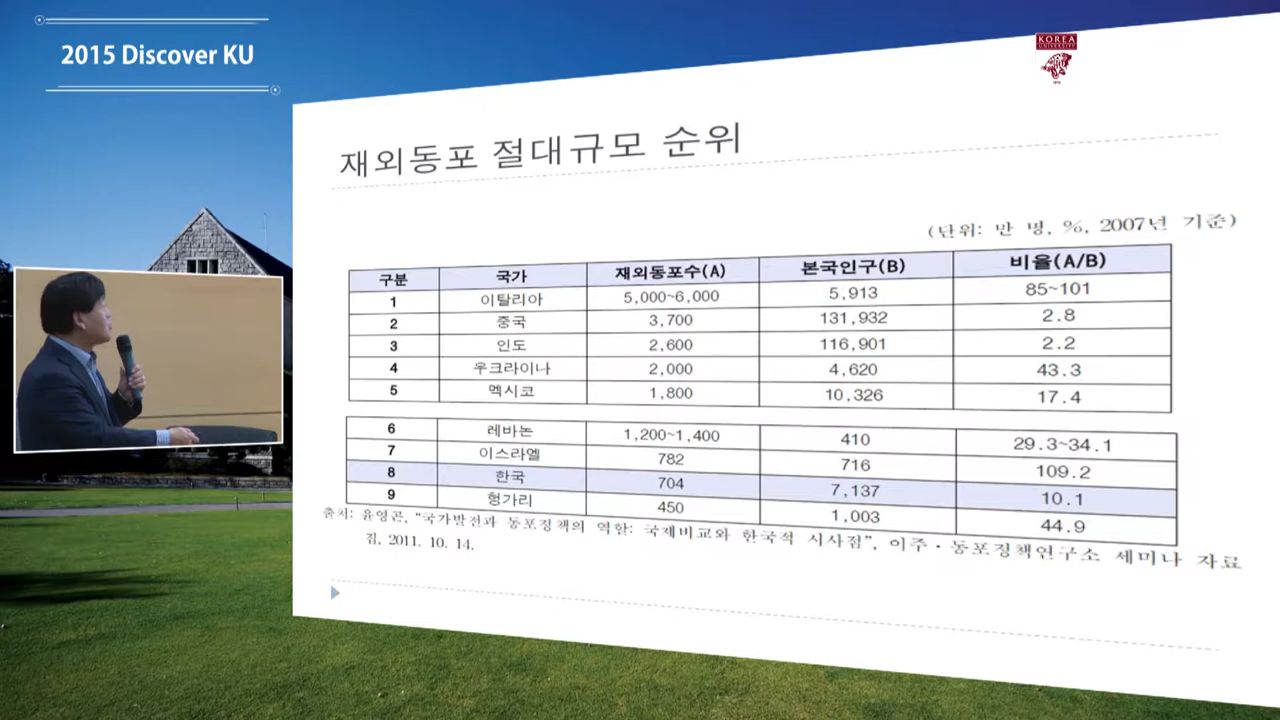 2015 Discover KU
KOREA
UNIVERSITY
재외동포 절대규모 순위
(단위: 만 명, %, 2007년 기준)
구분 국가 재외동포수(A) 본국인구(B) 비율(A/B)
1 이탈리아 5,000~6,000 5,913 85~101
2 중국 3,700 131,932 2.8
3 인도 2,600 116,901 2.2
4 우크라이나 2,000 4,620 43.3
5 멕시코 1,800 10,326 17.4
6 레바논 1,200~1,400 410 29.3~34.1
7 이스라엘 782 716 109.2
8 한국 704 7,137 10.1
9 헝가리 450 1,003 44.9
출처: 윤영곤, “국가발전과 동포정책의 역할: 국제비교와 한국적 시사점”, 이주·동포정책연구소 세미나 자료
집, 2011. 10. 14.